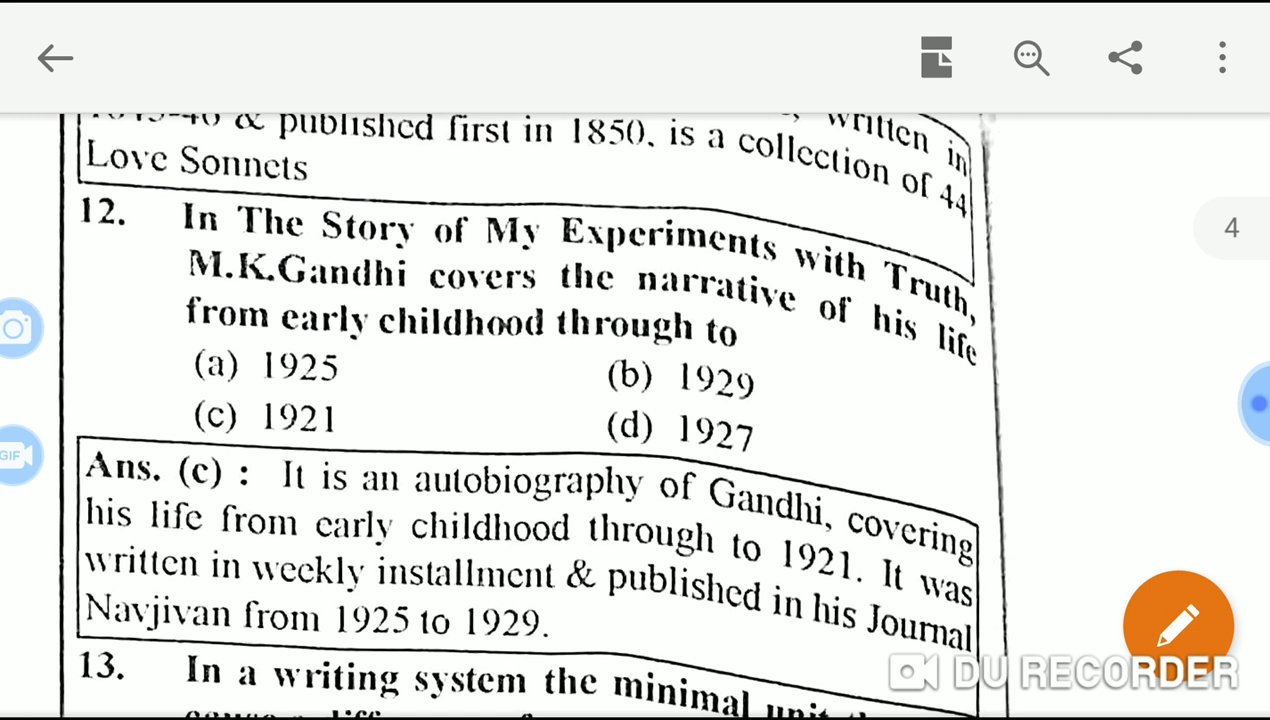 & published first in 1850, is a collection of 44
written in
Love Sonnets
12. In The Story of My Experiments with Truth,
M.K.Gandhi covers the narrative of his life
from early childhood through to
(a) 1925 (b) 1929
(c) 1921 (d) 1927
Ans. (c) : It is an autobiography of Gandhi, covering
his life from early childhood through to 1921. It was
written in weekly installment & published in his Journal
Navjivan from 1925 to 1929.
13. In a writing system the minimal unit
4
GIF
DU RECORDER